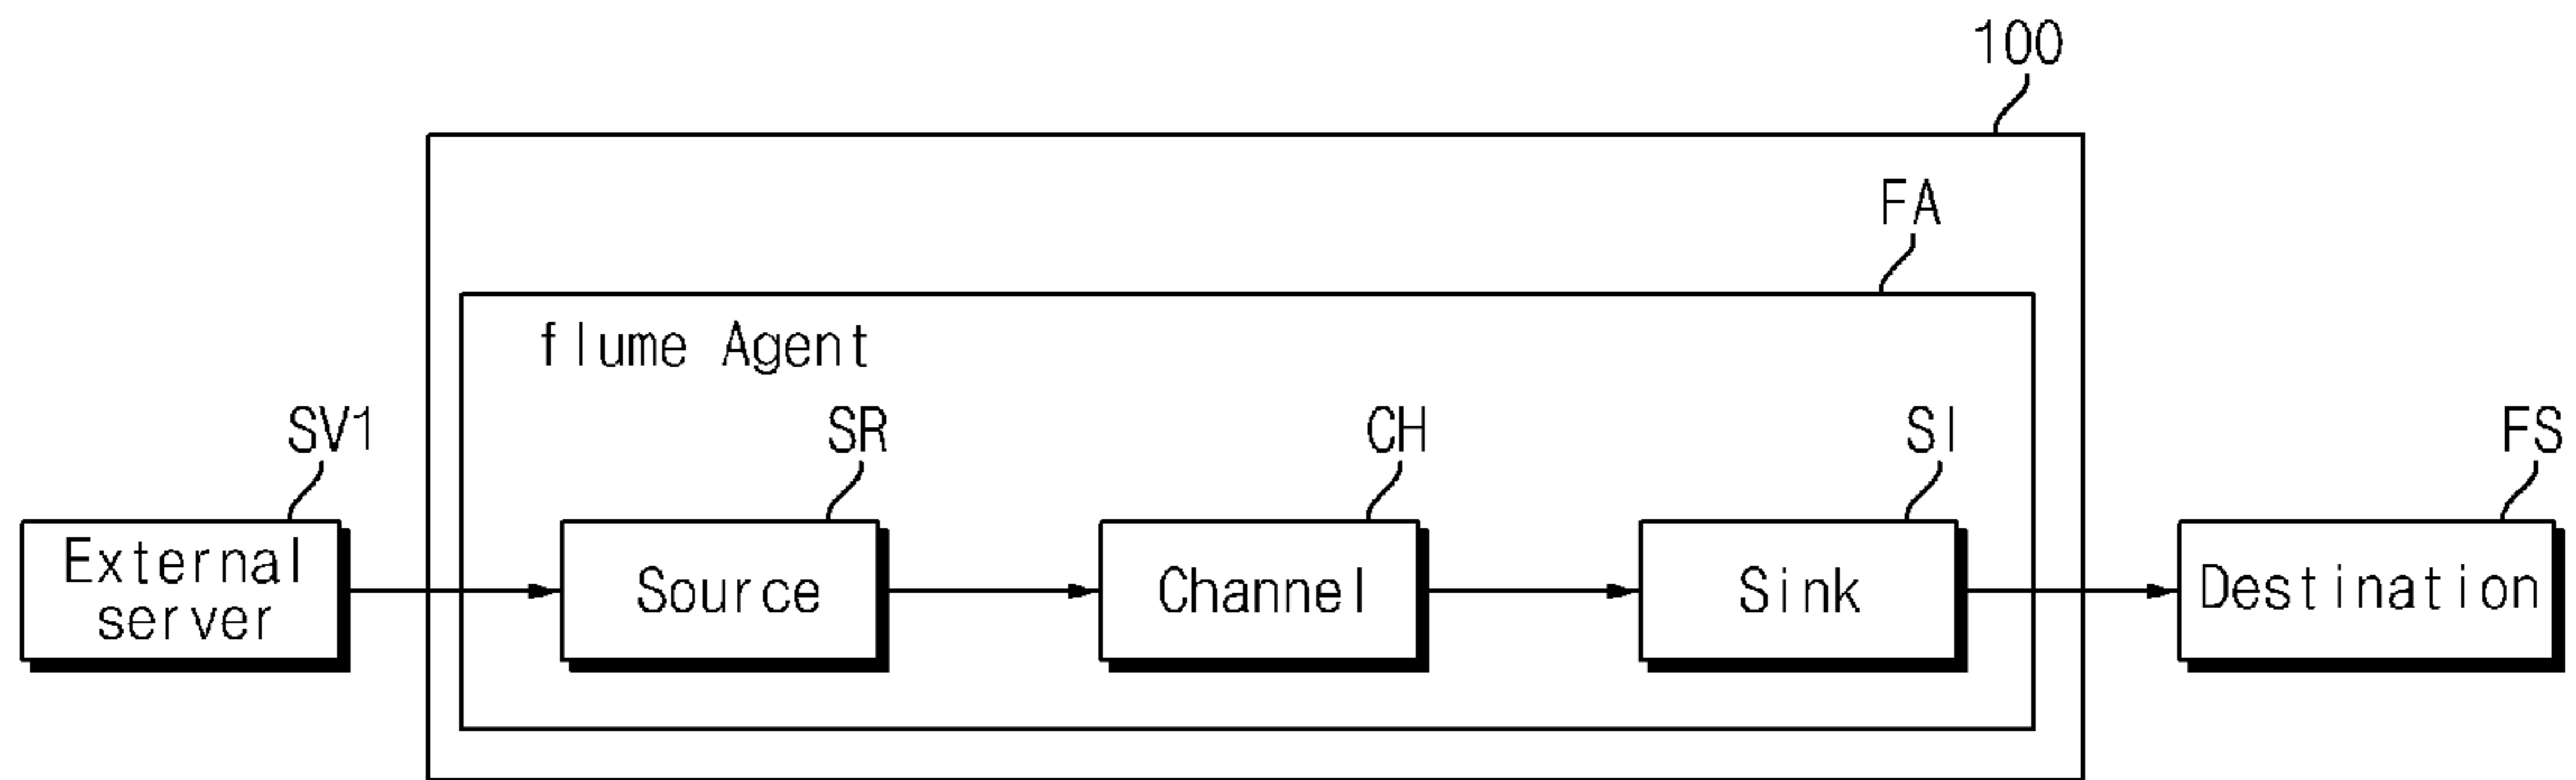 100
FA
flume Agent
SV1
SR
CH
SI
FS
External
server
Source
Channel
Sink
Destination